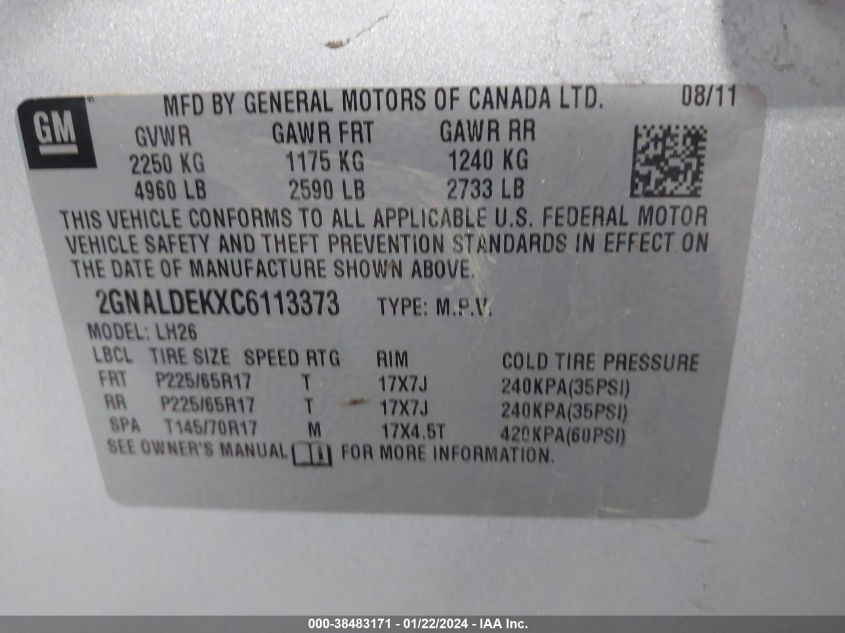 GM
MFD BY GENERAL MOTORS OF CANADA LTD. 08/11
GVWR GAWR FRT GAWR RR
2250 KG 1175 KG 1240 KG
4960 LB 2590 LB 2733 LB
THIS VEHICLE CONFORMS TO ALL APPLICABLE U.S. FEDERAL MOTOR
VEHICLE SAFETY AND THEFT PREVENTION STANDARDS IN EFFECT ON
THE DATE OF MANUFACTURE SHOWN ABOVE.
2GNALDEKXC6113373 TYPE: M.P.V.
MODEL: LH26
LBCL TIRE SIZE SPEED RTG RIM COLD TIRE PRESSURE
FRT P225/65R17 T 17X7J 240KPA(35PSI)
RR P225/65R17 T 17X7J 240KPA(35PSI)
SPA T145/70R17 M 17X4.5T 420KPA(60PSI)
SEE OWNER'S MANUAL FOR MORE INFORMATION.
000-38483171 - 01/22/2024 - IAAI.com, LLC.